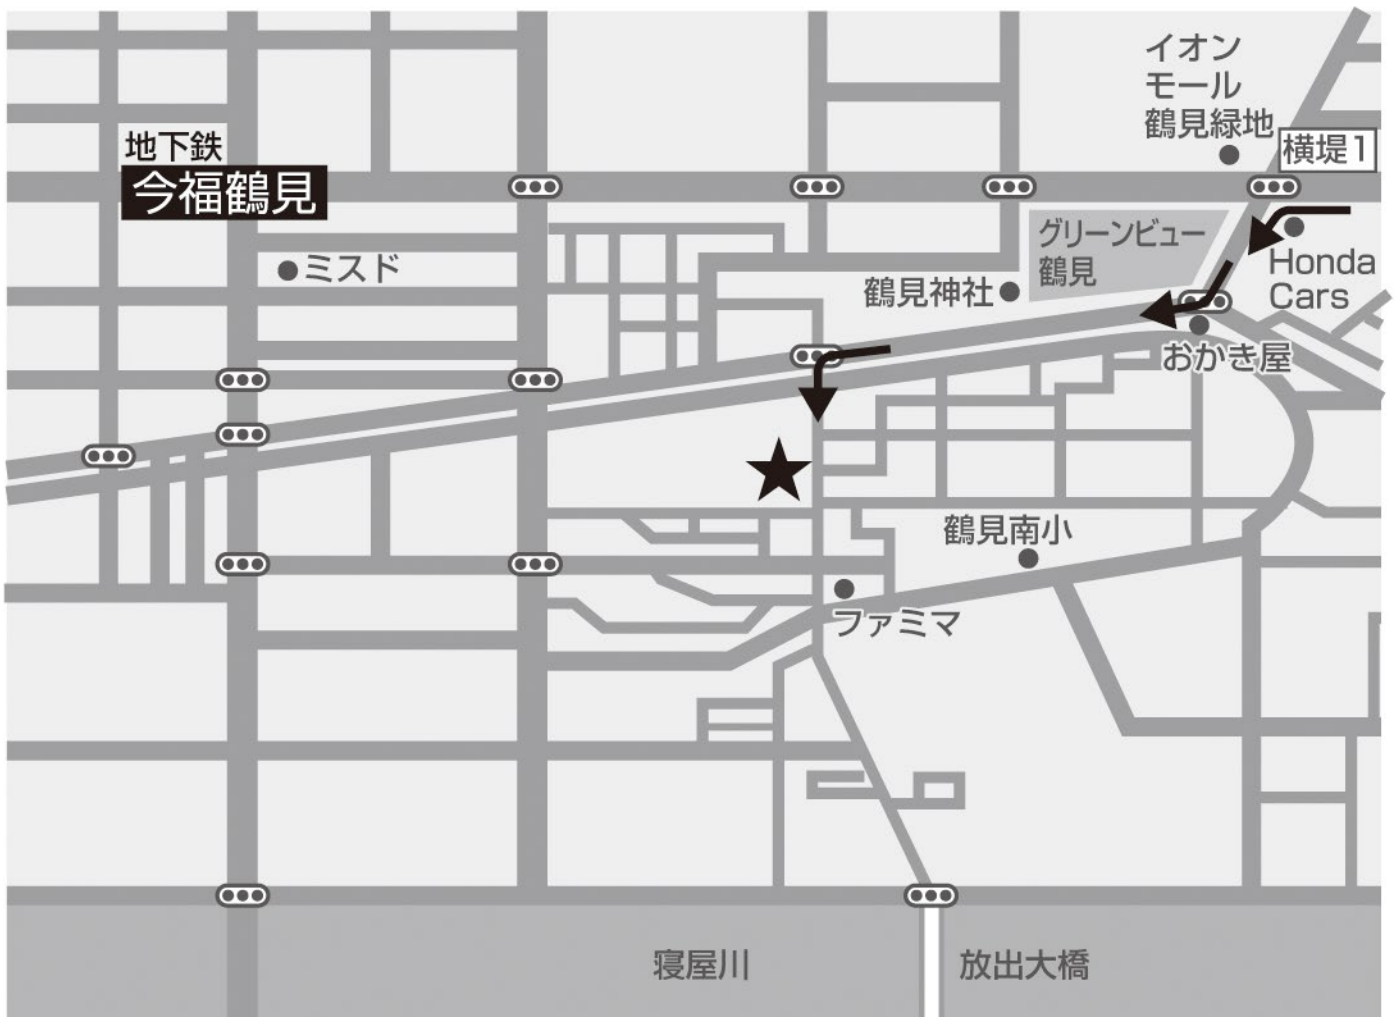 イオン
モール
鶴見緑地
横堤1
地下鉄
今福鶴見
グリーンビュー
鶴見
Honda
Cars
ミスド
鶴見神社
おかき屋
鶴見南小
ファミマ
寝屋川
放出大橋